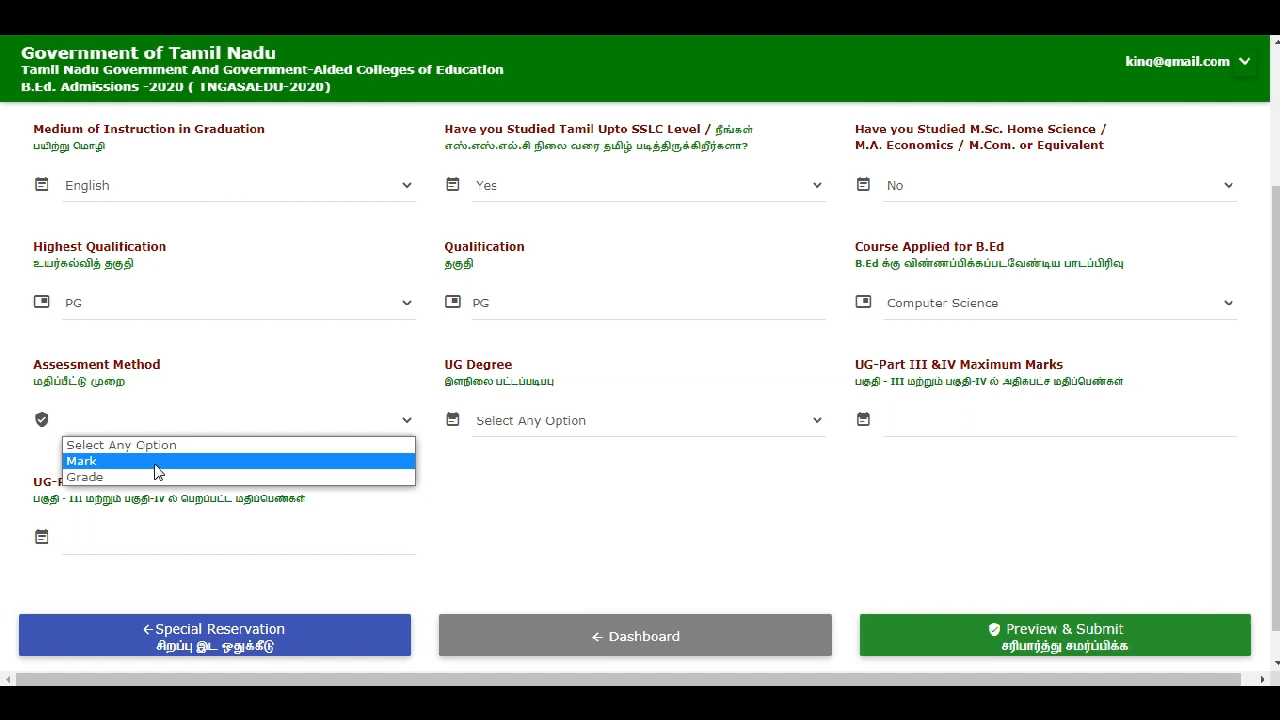 Government of Tamil Nadu
Tamil Nadu Government And Government-Aided Colleges of Education
B.Ed. Admissions -2020 ( TNGASAEDU-2020)
kinq@qmail.com
Medium of Instruction in Graduation
பயிற்று மொழி
Have you Studied Tamil Upto SSLC Level / நீங்கள்
எஸ்.எஸ்.எல்.சி நிலை வரை தமிழ் படித்திருக்கிறீர்களா?
Have you Studied M.Sc. Home Science /
M.A. Economics / M.Com. or Equivalent
English
Yes
No
Highest Qualification
உயர்கல்வித் தகுதி
Qualification
தகுதி
Course Applied for B.Ed
B.Ed க்கு விண்ணப்பிக்கப்படவேண்டிய பாடப்பிரிவு
PG
PG
Computer Science
Assessment Method
மதிப்பீட்டு முறை
UG Degree
இளநிலை பட்டப்படிப்பு
UG-Part III &IV Maximum Marks
பகுதி - III மற்றும் பகுதி-IV ல் அதிகபட்ச மதிப்பெண்கள்
Select Any Option
Select Any Option
Mark
Grade
பகுதி - III மற்றும் பகுதி-IV ல் பெறப்பட்ட மதிப்பெண்கள்
←Special Reservation
சிறப்பு இட ஒதுக்கீடு
← Dashboard
Preview & Submit
சரிபார்த்து சமர்ப்பிக்க